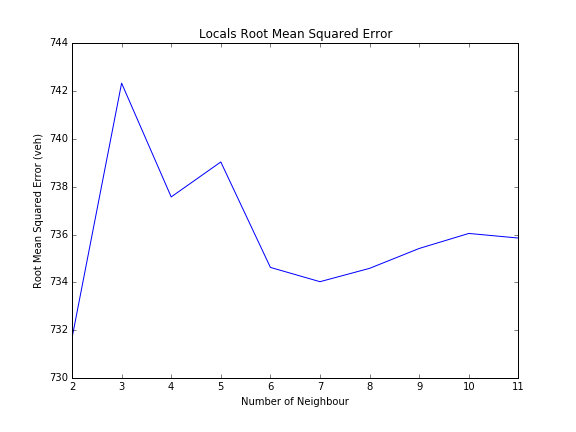 Locals Root Mean Squared Error
744
742
740
738
736
734
732
730
Root Mean Squared Error (veh)
2 3 4 5 6 7 8 9 10 11
Number of Neighbour